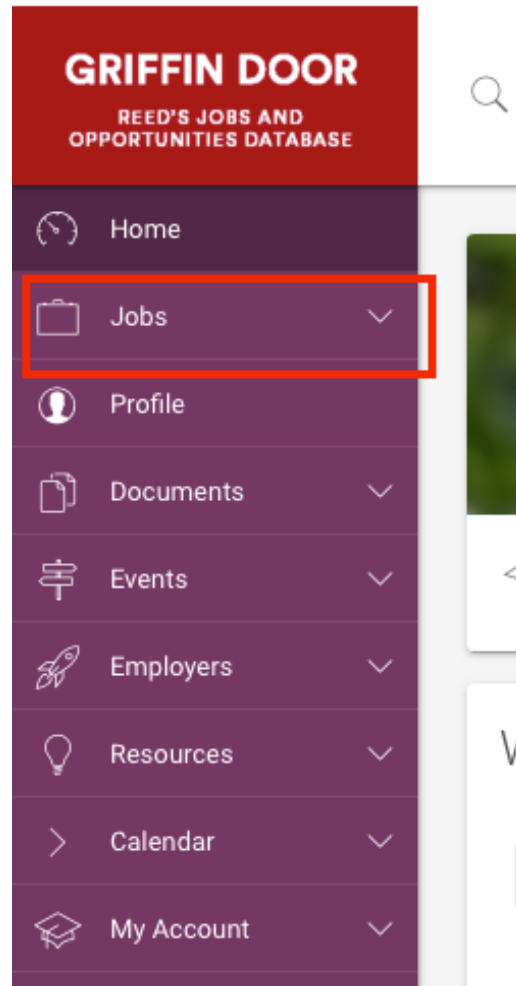 GRIFFIN DOOR
REED'S JOBS AND
OPPORTUNITIES DATABASE
Home
Jobs
Profile
Documents
Events
Employers
Resources
Calendar
My Account